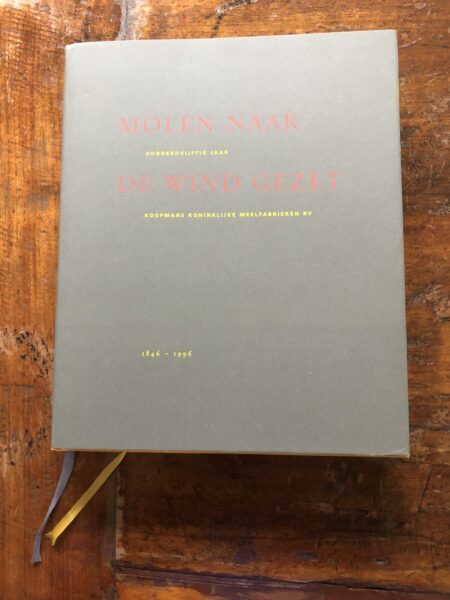 MOLEN NAAR
HONDERDVIJFTIG JAAR
DE WIND GEZET
KOOPMANS KONINKLIJKE MEELFABRIEKEN BV
1846 – 1996